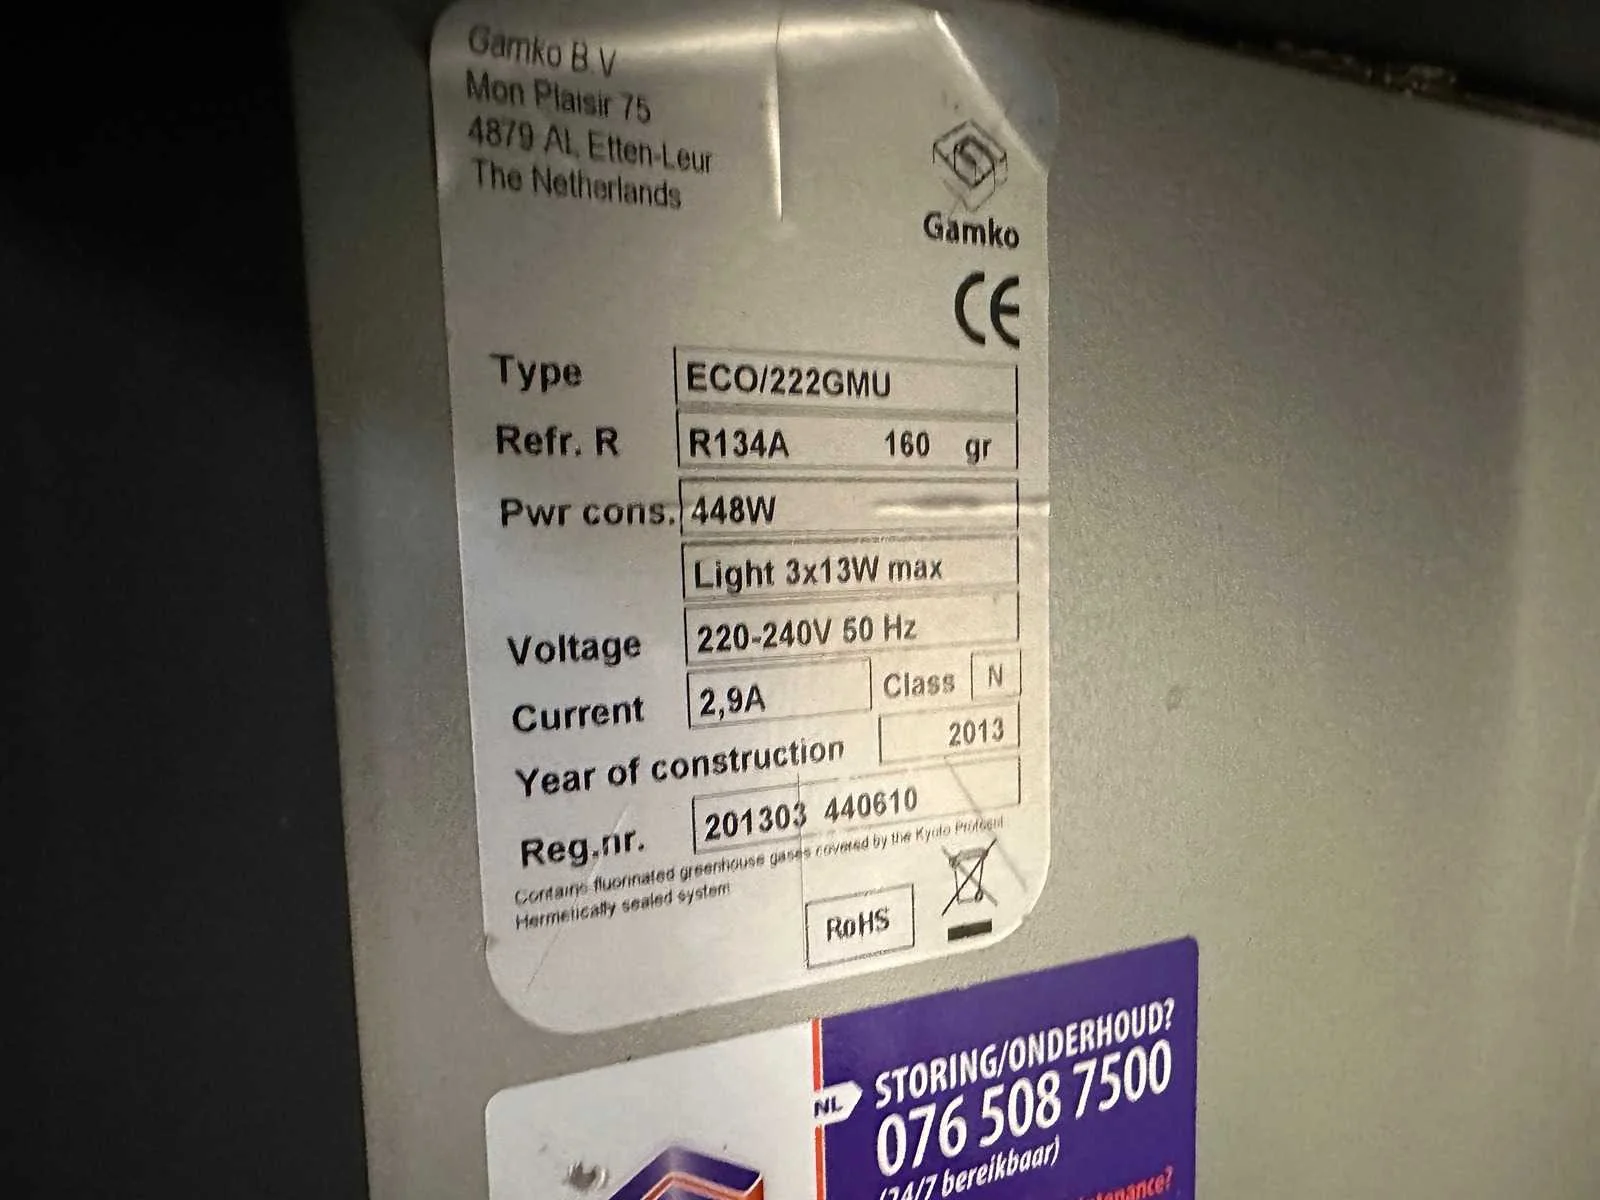 Gamko B.V
Mon Plaisir 75
4879 AL Etten-Leur
The Netherlands
Gamko
CE
Type ECO/222GMU
Refr. R R134A 160 gr
Pwr cons. 448W
Light 3x13W max
Voltage 220-240V 50 Hz
Current 2,9A Class N
Year of construction 2013
Reg.nr. 201303 440610
Contains fluorinated greenhouse gases covered by the Kyoto Protocol
Hermetically sealed system
RoHS
NL
STORING/ONDERHOUD?
076 508 7500
(24/7 bereikbaar)